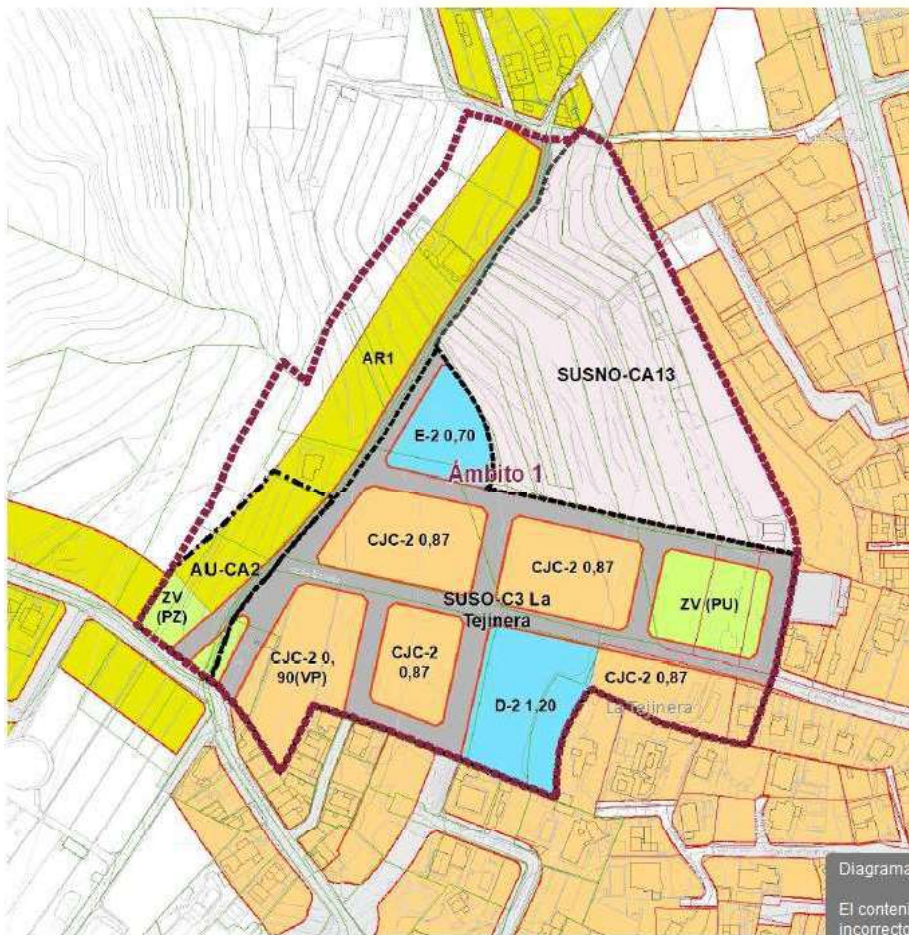 AR1
SUSNO-CA13
E-2 0,70
Ámbito 1
CJC-2 0,87
CJC-2 0,87
AU-CA2
ZV
(PZ)
SUSO-C3 La
Tejinera
ZV (PU)
CJC-2 0,
90(VP)
CJC-2
0,87
CJC-2 0,87
D-2 1,20
La Tejinera
Diagrama
El conteni
incorrecto